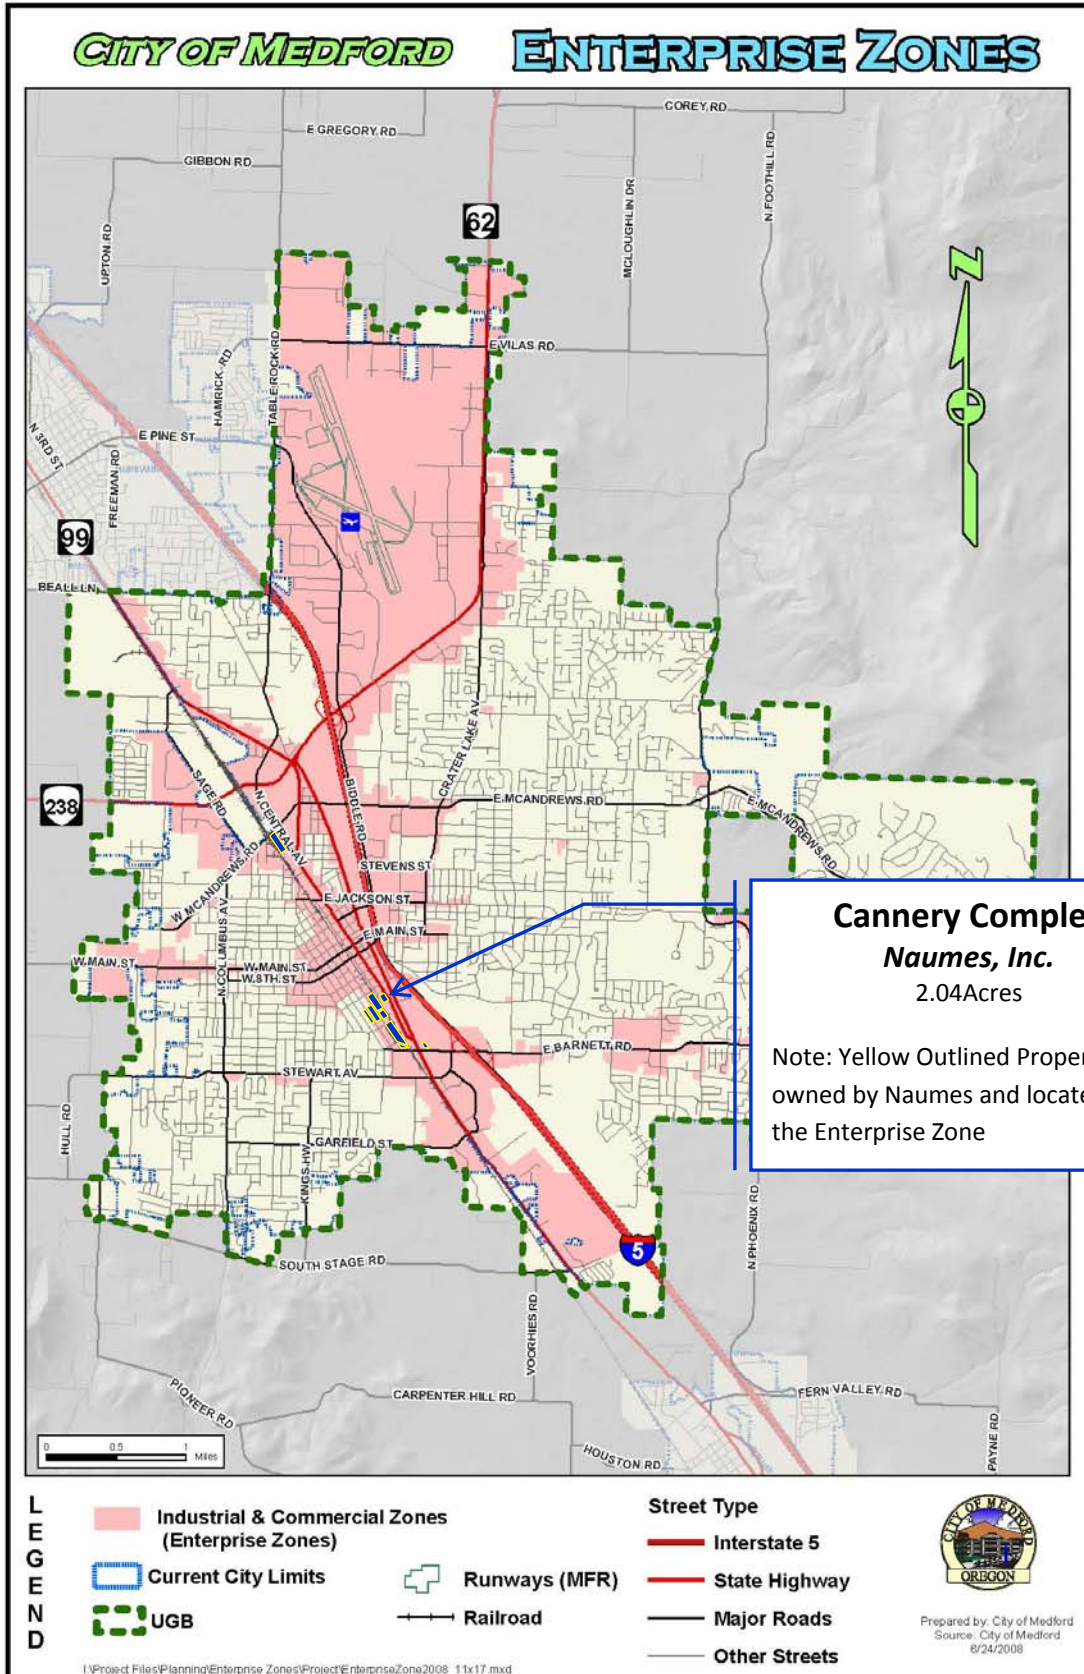 CITY OF MEDFORD ENTERPRISE ZONES
COREY RD
E GREGORY RD
GIBBON RD
N FOOTHILL RD
MCLOUGHLIN DR
UPTON RD
62
TABLE ROCK RD
E VILAS RD
HAMRICK RD
N 3RD ST
E PINE ST
FREEMAN RD
N
99
BEALL LN
CRATER LAKE AV
238
SAGE RD
N CENTRAL AV
BIDDLE RD
E MCANDREWS RD
E MCANDREWS RD
W MCANDREWS RD
STEVENS ST
E JACKSON ST
N COLUMBUS AV
E MAIN ST
W MAIN ST
W MAIN ST
W 8TH ST
Cannery Comple
Naumes, Inc.
2.04Acres
Note: Yellow Outlined Proper
owned by Naumes and locate
the Enterprise Zone
E BARNETT RD
STEWART AV
HULL RD
GARFIELD ST
KINGS HW
SOUTH STAGE RD
5
N PHOENIX RD
VOORHIES RD
PIONEER RD
CARPENTER HILL RD
FERN VALLEY RD
HOUSTON RD
PAYNE RD
0 0.5 1
Miles
LEGEND
Industrial & Commercial Zones
(Enterprise Zones)
Current City Limits
UGB
Runways (MFR)
Railroad
Street Type
Interstate 5
State Highway
Major Roads
Other Streets
CITY OF MEDFORD
OREGON
Prepared by: City of Medford
Source: City of Medford
6/24/2008
I:\Project Files\Planning\Enterprise Zones\Project\EnterpriseZone2008_11x17.mxd